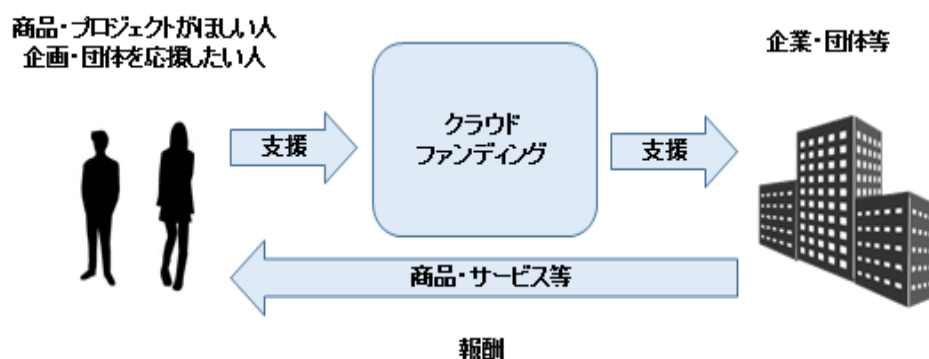 商品・プロジェクトがほしい人
企画・団体を応援したい人
企業・団体等
クラウド
ファンディング
支援
支援
商品・サービス等
報酬